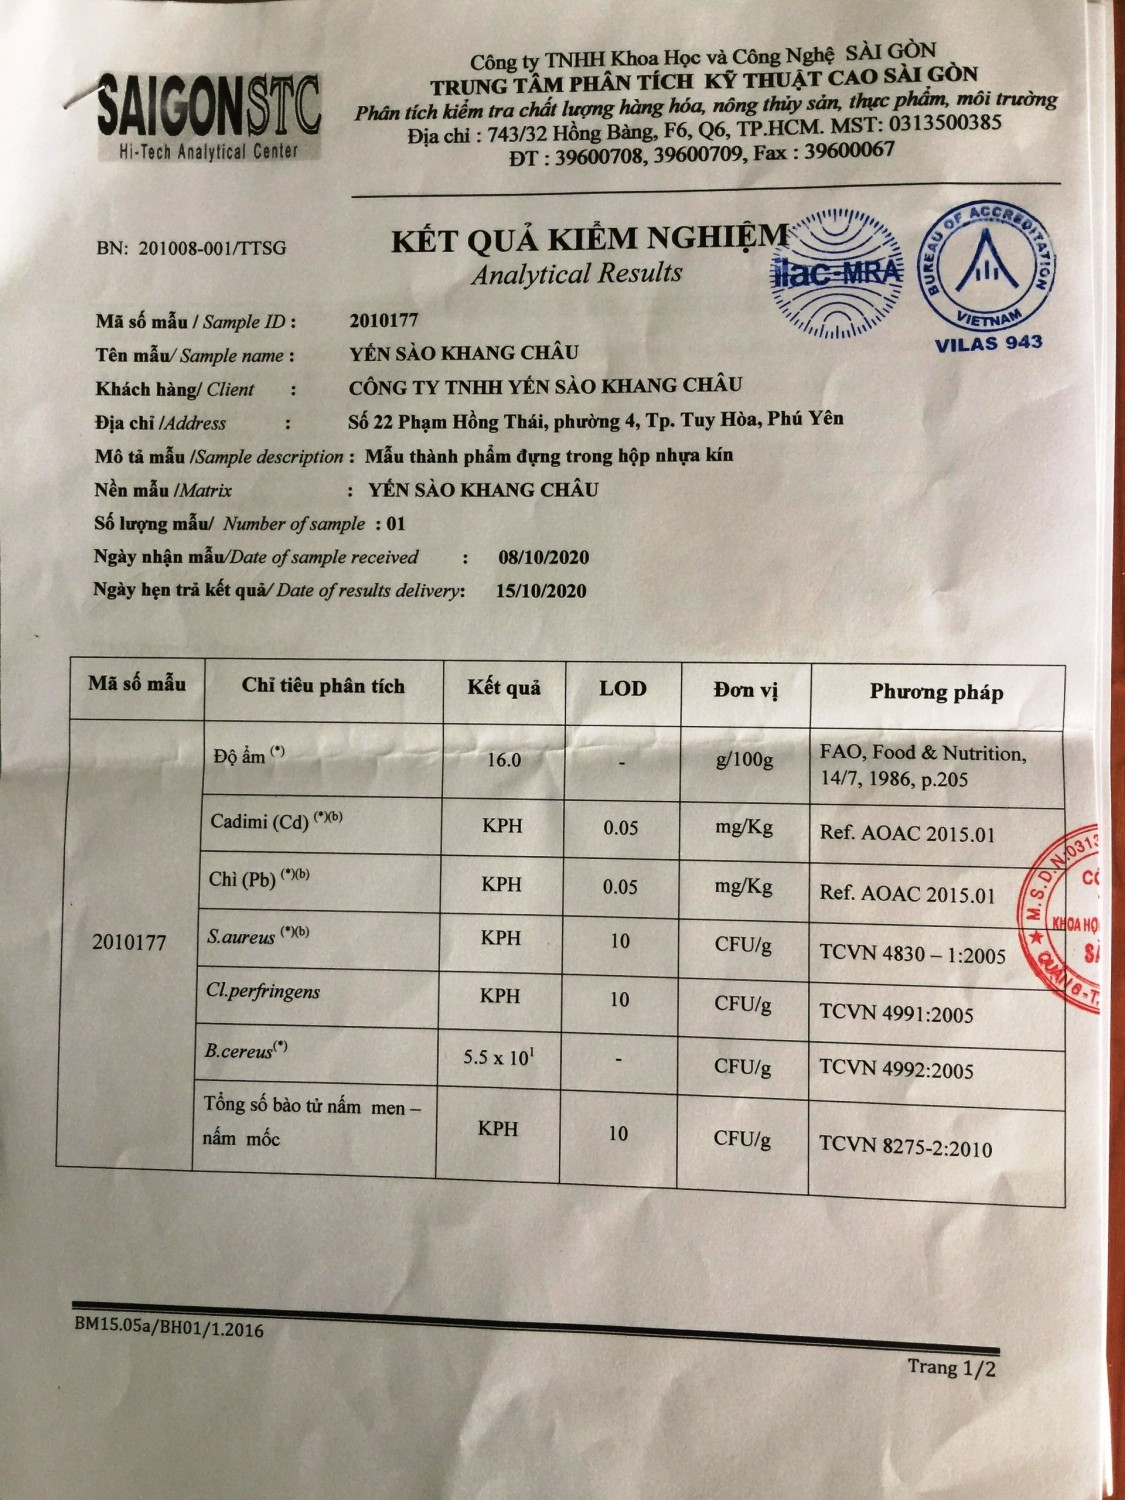 SAIGONSTC
Hi-Tech Analytical Center
Công ty TNHH Khoa Học và Công Nghệ SÀI GÒN
TRUNG TÂM PHÂN TÍCH KỸ THUẬT CAO SÀI GÒN
Phân tích kiểm tra chất lượng hàng hóa, nông thủy sản, thực phẩm, môi trường
Địa chỉ : 743/32 Hồng Bàng, F6, Q6, TP.HCM. MST: 0313500385
ĐT : 39600708, 39600709, Fax : 39600067
BN: 201008-001/TTSG
KẾT QUẢ KIỂM NGHIỆM
Analytical Results
ilac-MRA
BUREAU OF ACCREDITATION
VIETNAM
VILAS 943
Mã số mẫu / Sample ID : 2010177
Tên mẫu/ Sample name : YẾN SÀO KHANG CHÂU
Khách hàng/ Client : CÔNG TY TNHH YẾN SÀO KHANG CHÂU
Địa chỉ /Address : Số 22 Phạm Hồng Thái, phường 4, Tp. Tuy Hòa, Phú Yên
Mô tả mẫu /Sample description : Mẫu thành phẩm đựng trong hộp nhựa kín
Nền mẫu /Matrix : YẾN SÀO KHANG CHÂU
Số lượng mẫu/ Number of sample : 01
Ngày nhận mẫu/Date of sample received : 08/10/2020
Ngày hẹn trả kết quả/ Date of results delivery: 15/10/2020
Mã số mẫu Chỉ tiêu phân tích Kết quả LOD Đơn vị Phương pháp
2010177
Độ ẩm (*) 16.0 - g/100g FAO, Food & Nutrition,
14/7, 1986, p.205
Cadimi (Cd) (*)(b) KPH 0.05 mg/Kg Ref. AOAC 2015.01
Chì (Pb) (*)(b) KPH 0.05 mg/Kg Ref. AOAC 2015.01
S.aureus (*)(b) KPH 10 CFU/g TCVN 4830 – 1:2005
Cl.perfringens KPH 10 CFU/g TCVN 4991:2005
B.cereus(*) 5.5 x 10¹ - CFU/g TCVN 4992:2005
Tổng số bào tử nấm men –
nấm mốc KPH 10 CFU/g TCVN 8275-2:2010
M.S.D.N:0313
KHOA HỌ
QUẬN 6-T.
BM15.05a/BH01/1.2016
Trang 1/2